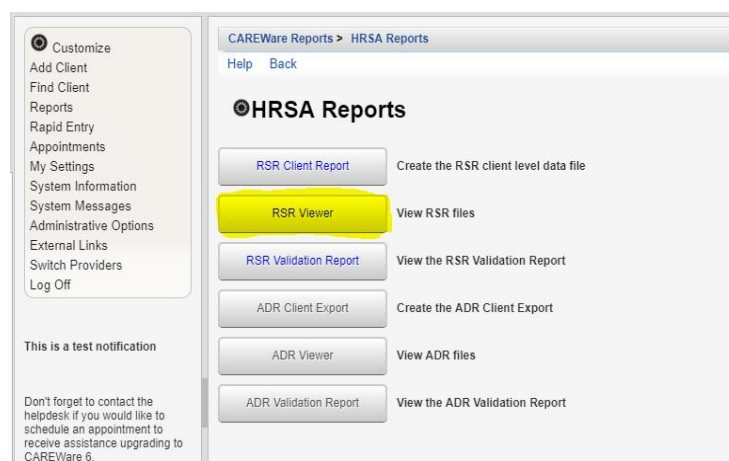 Customize
Add Client
Find Client
Reports
Rapid Entry
Appointments
My Settings
System Information
System Messages
Administrative Options
External Links
Switch Providers
Log Off
This is a test notification
Don't forget to contact the
helpdesk if you would like to
schedule an appointment to
receive assistance upgrading to
CAREWare 6.
CAREWare Reports > HRSA Reports
Help Back
HRSA Reports
RSR Client Report Create the RSR client level data file
RSR Viewer View RSR files
RSR Validation Report View the RSR Validation Report
ADR Client Export Create the ADR Client Export
ADR Viewer View ADR files
ADR Validation Report View the ADR Validation Report